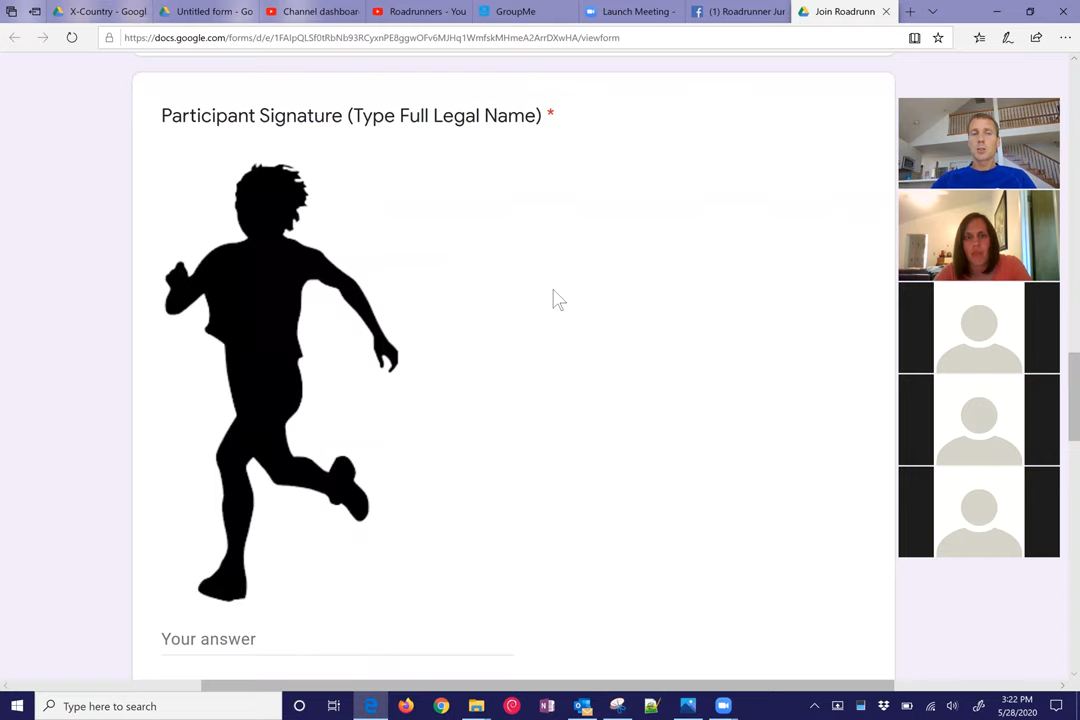 X-Country - Googl
Untitled form - Go
Channel dashboar
Roadrunners - You
GroupMe
Launch Meeting -
(1) Roadrunner Jun
Join Roadrunn
https://docs.google.com/forms/d/e/1FAIpQLSf0tRbNb93RCyxnPE8ggwOFv6MJHq1WmfskMHmeA2ArrDXwHA/viewform
Participant Signature (Type Full Legal Name) *
Your answer
Type here to search
3:22 PM
5/28/2020